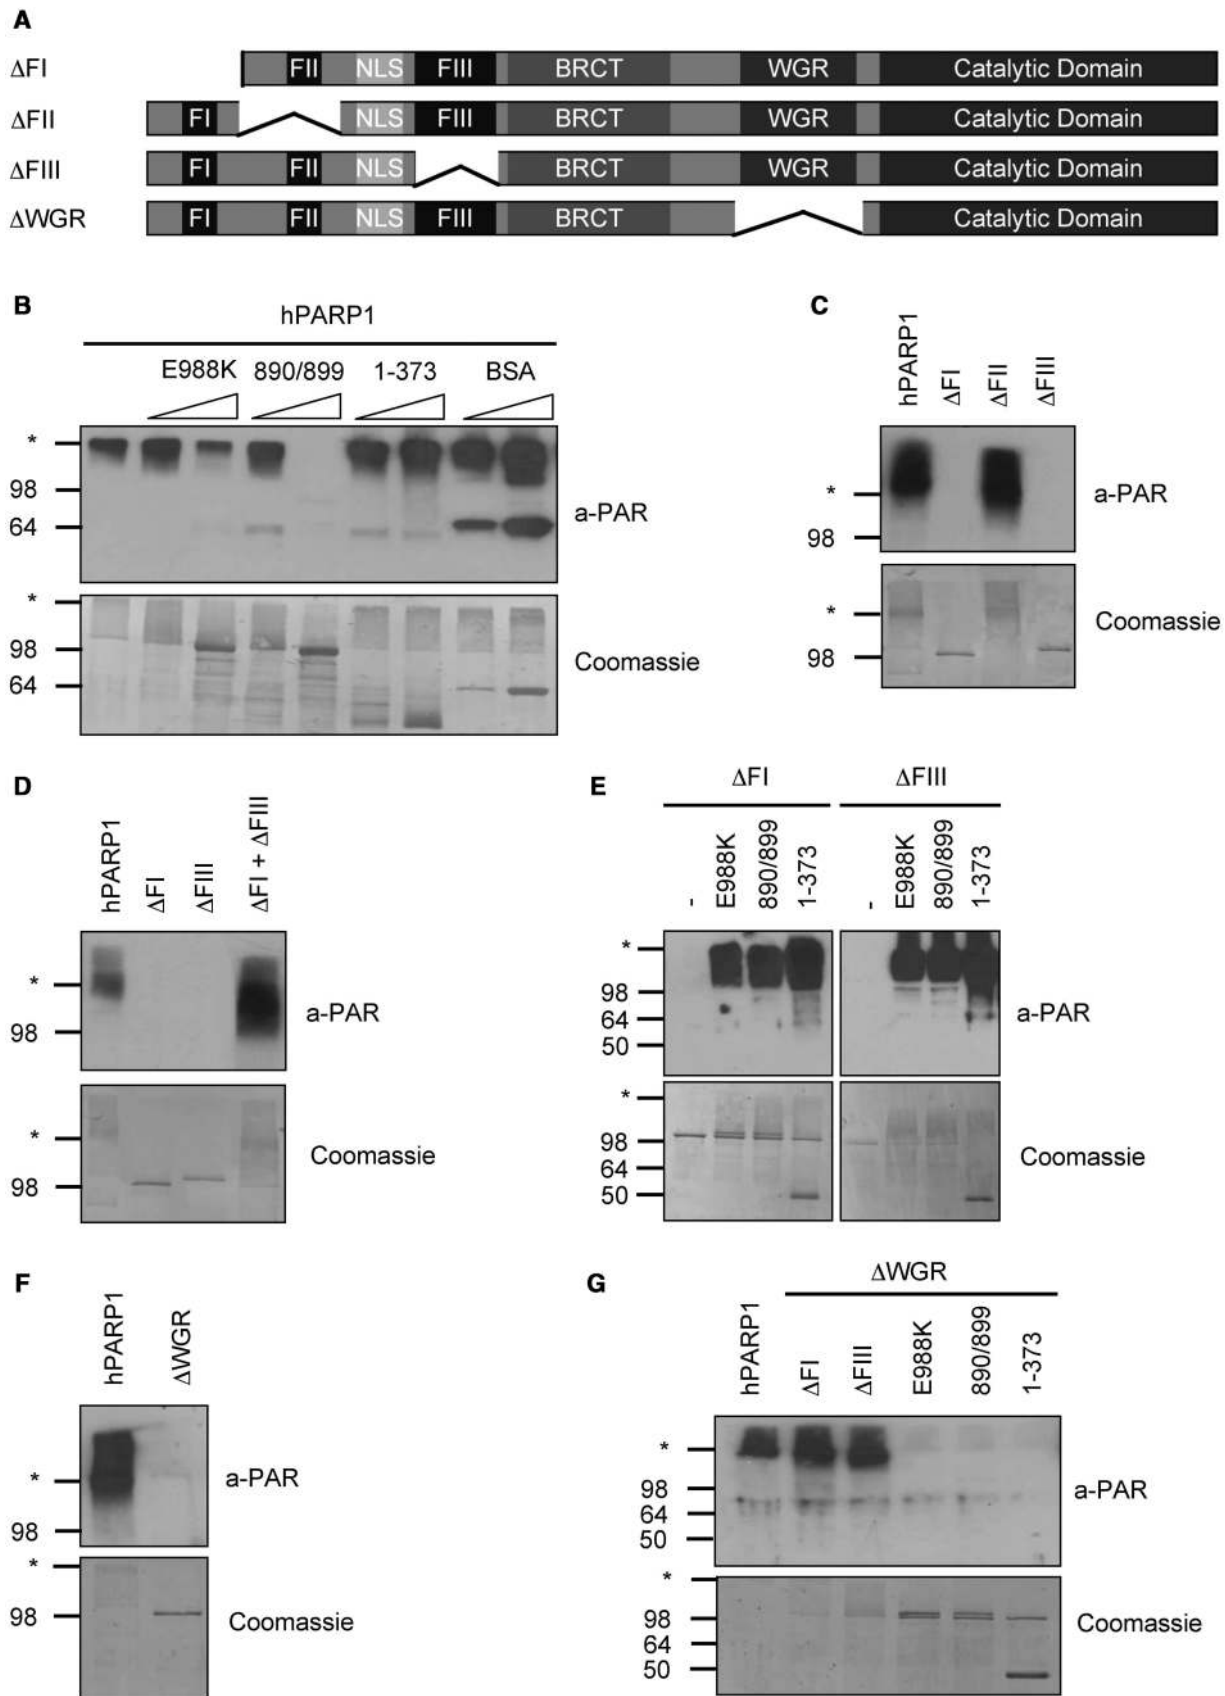 A
ΔFI FII NLS FIII BRCT WGR Catalytic Domain
ΔFII FI NLS FIII BRCT WGR Catalytic Domain
ΔFIII FI FII NLS BRCT WGR Catalytic Domain
ΔWGR FI FII NLS FIII BRCT Catalytic Domain
B
hPARP1
E988K 890/899 1-373 BSA
*
98
64
a-PAR
*
98
64
Coomassie
C
hPARP1 ΔFI ΔFII ΔFIII
*
98
a-PAR
*
98
Coomassie
D
hPARP1 ΔFI ΔFIII ΔFI + ΔFIII
*
98
a-PAR
*
98
Coomassie
E
ΔFI ΔFIII
- E988K 890/899 1-373 - E988K 890/899 1-373
*
98
64
50
a-PAR
*
98
64
50
Coomassie
F
hPARP1 ΔWGR
*
98
a-PAR
*
98
Coomassie
G
ΔWGR
hPARP1 ΔFI ΔFIII E988K 890/899 1-373
*
98
64
50
a-PAR
*
98
64
50
Coomassie